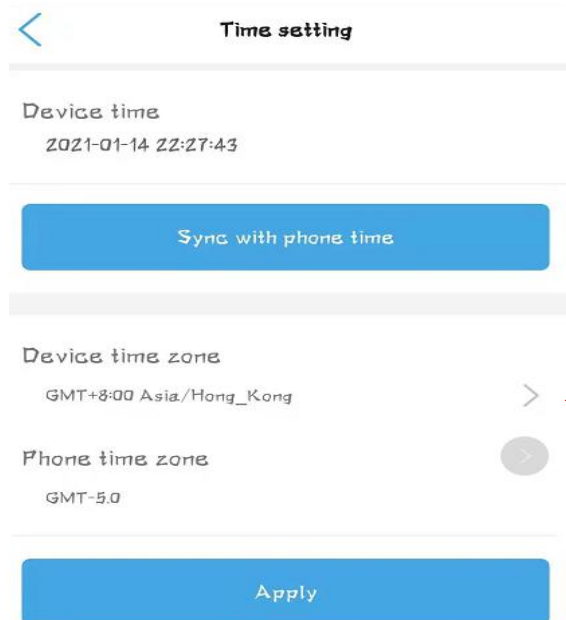 Time setting
Device time
2021-01-14 22:27:43
Sync with phone time
Device time zone
GMT+8:00 Asia/Hong_Kong
Phone time zone
GMT-5.0
Apply